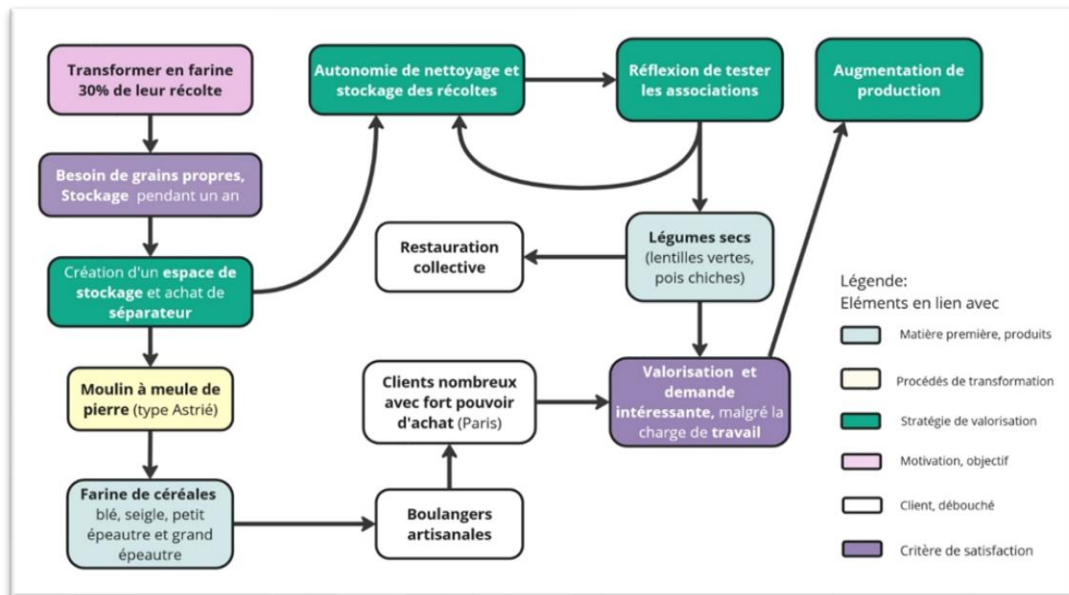 Transformer en farine
30% de leur récolte
Autonomie de nettoyage et
stockage des récoltes
Réflexion de tester
les associations
Augmentation de
production
Besoin de grains propres,
Stockage pendant un an
Création d'un espace de
stockage et achat de
séparateur
Restauration
collective
Légumes secs
(lentilles vertes,
pois chiches)
Moulin à meule de
pierre (type Astrié)
Clients nombreux
avec fort pouvoir
d'achat (Paris)
Valorisation et
demande
intéressante, malgré la
charge de travail
Farine de céréales
blé, seigle, petit
épeautre et grand
épeautre
Boulangers
artisanales
Légende:
Eléments en lien avec
Matière première, produits
Procédés de transformation
Stratégie de valorisation
Motivation, objectif
Client, débouché
Critère de satisfaction